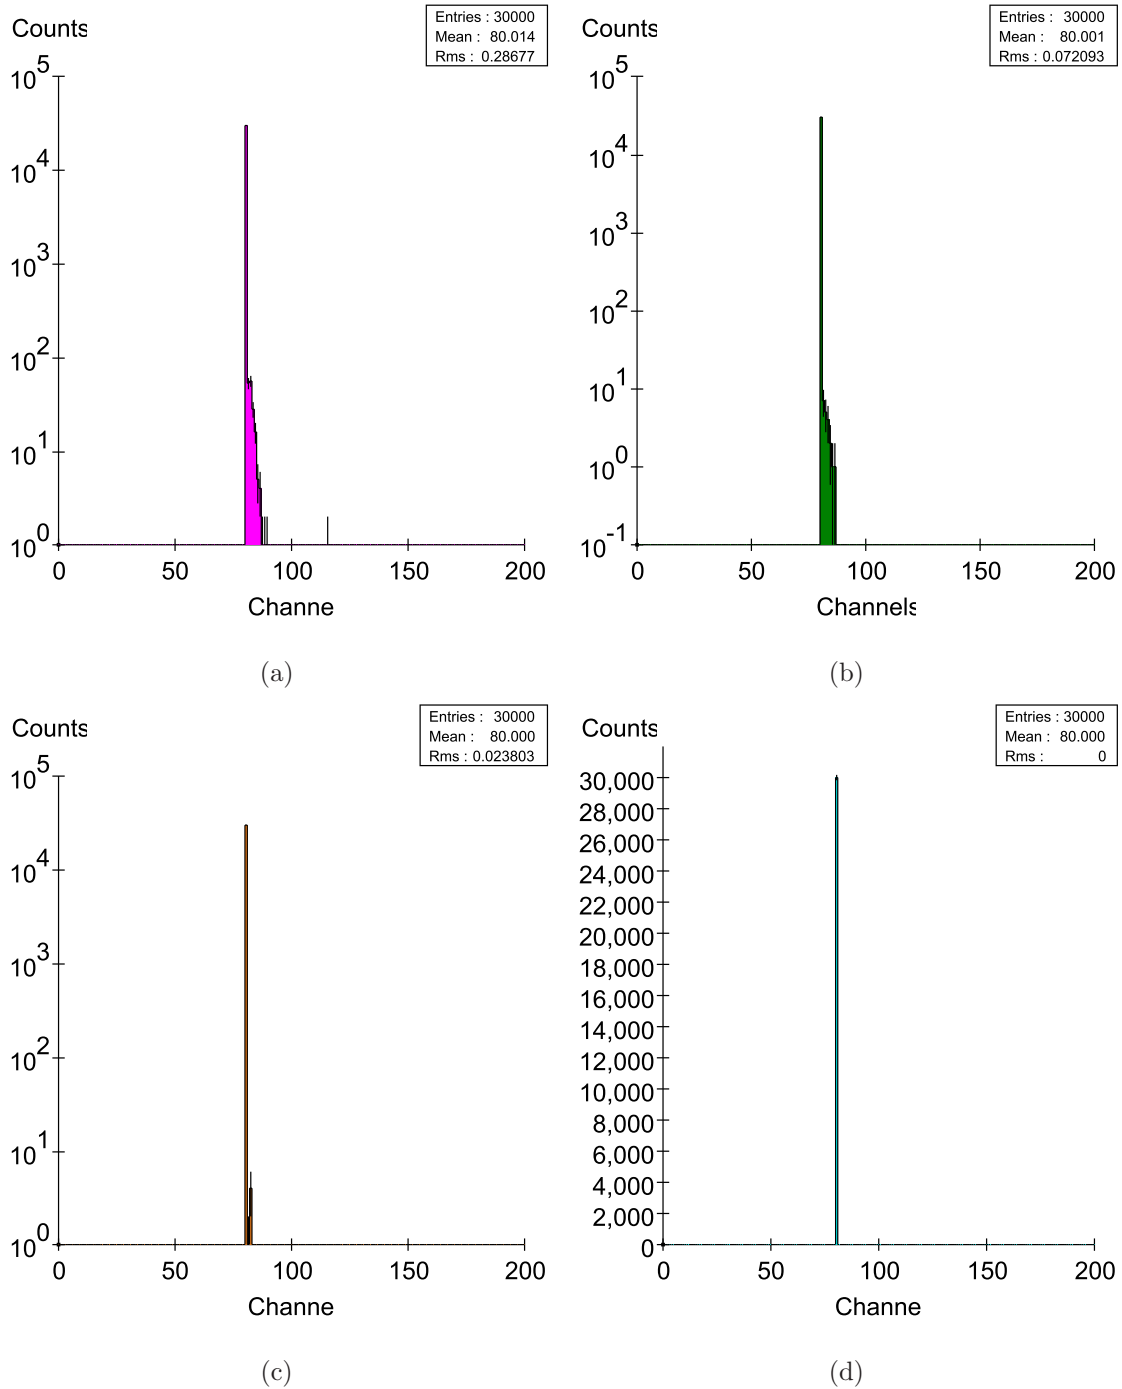 Counts
Entries : 30000
Mean : 80.014
Rms : 0.28677
10^5
10^4
10^3
10^2
10^1
10^0
0 50 100 150 200
Channe
(a)
Counts
Entries : 30000
Mean : 80.001
Rms : 0.072093
10^5
10^4
10^3
10^2
10^1
10^0
10^-1
0 50 100 150 200
Channels
(b)
Counts
Entries : 30000
Mean : 80.000
Rms : 0.023803
10^5
10^4
10^3
10^2
10^1
10^0
0 50 100 150 200
Channe
(c)
Counts
Entries : 30000
Mean : 80.000
Rms : 0
30,000
28,000
26,000
24,000
22,000
20,000
18,000
16,000
14,000
12,000
10,000
8,000
6,000
4,000
2,000
0
0 50 100 150 200
Channe
(d)